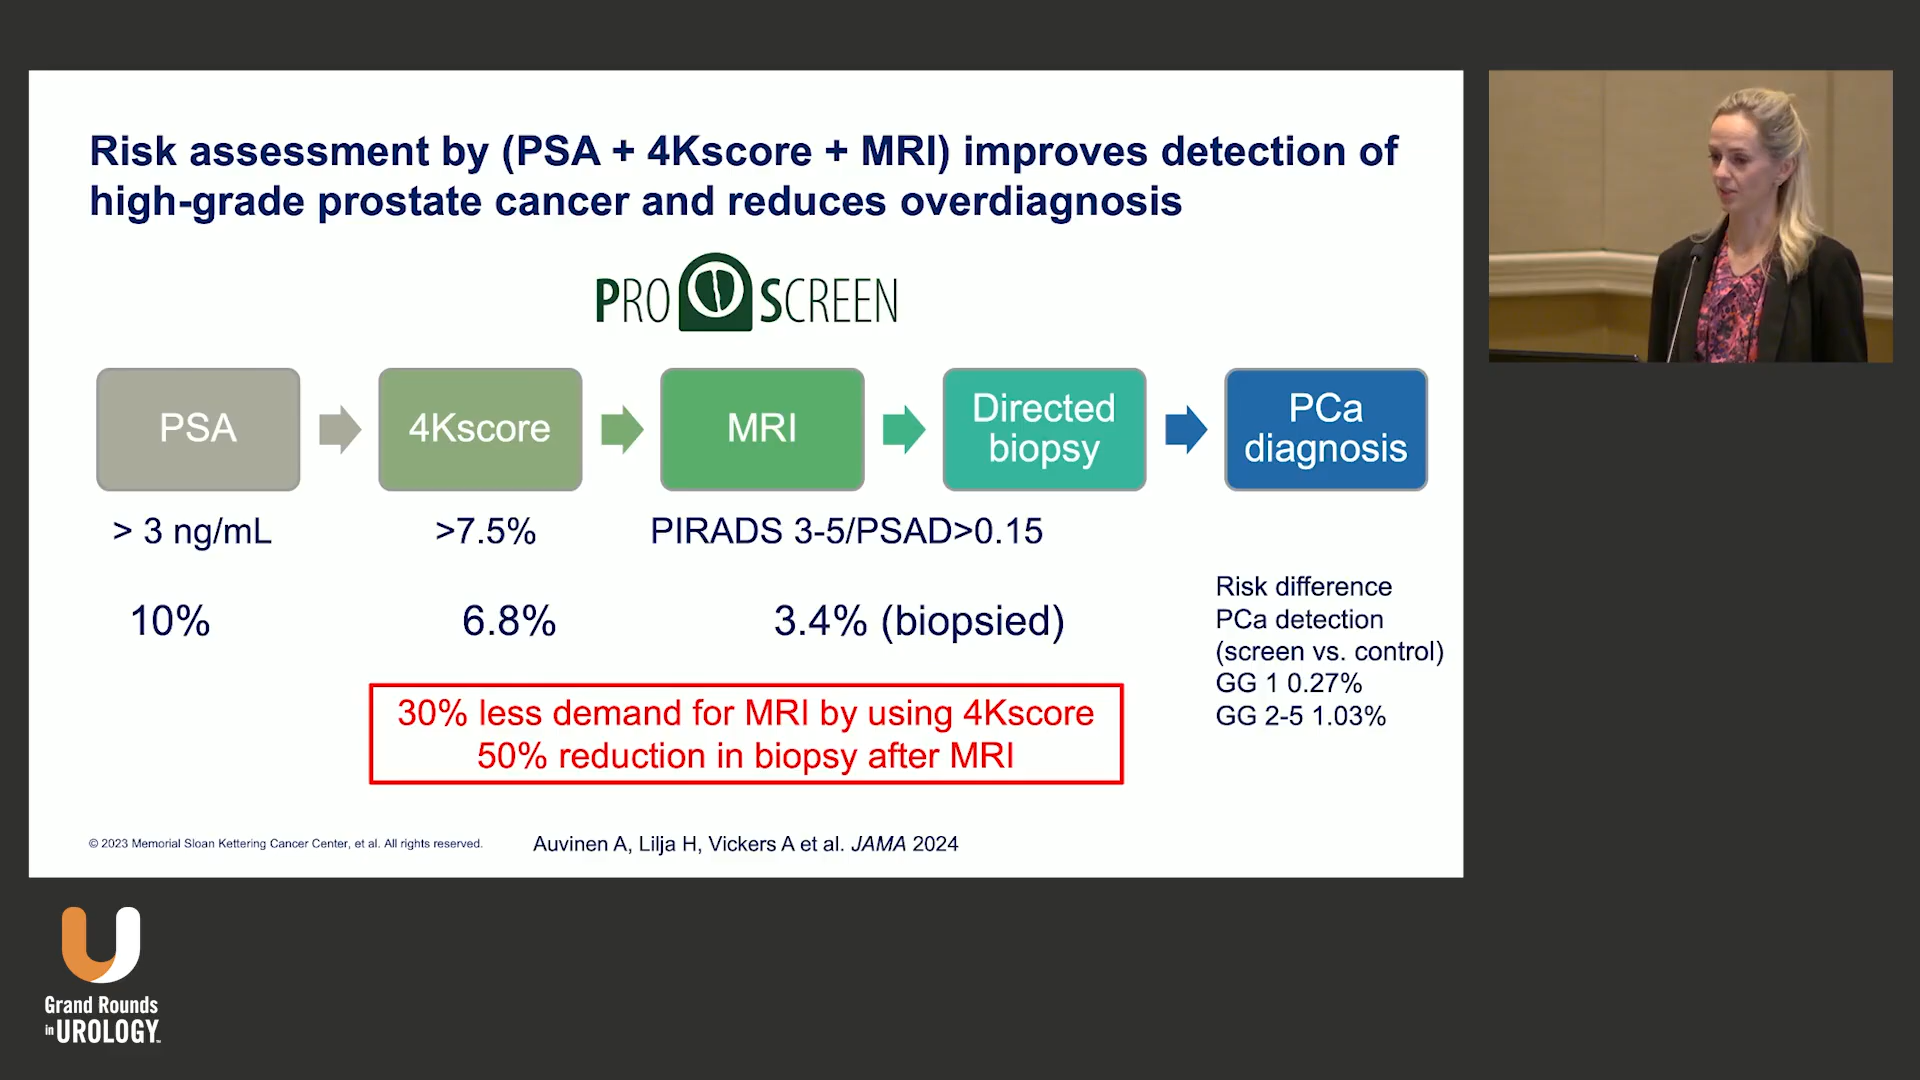 Risk assessment by (PSA + 4Kscore + MRI) improves detection of
high-grade prostate cancer and reduces overdiagnosis
PRO SCREEN
PSA
4Kscore
MRI
Directed
biopsy
PCa
diagnosis
> 3 ng/mL
>7.5%
PIRADS 3-5/PSAD>0.15
10%
6.8%
3.4% (biopsied)
Risk difference
PCa detection
(screen vs. control)
GG 1 0.27%
GG 2-5 1.03%
30% less demand for MRI by using 4Kscore
50% reduction in biopsy after MRI
© 2023 Memorial Sloan Kettering Cancer Center, et al. All rights reserved.
Auvinen A, Lilja H, Vickers A et al. JAMA 2024
Grand Rounds
in UROLOGY™